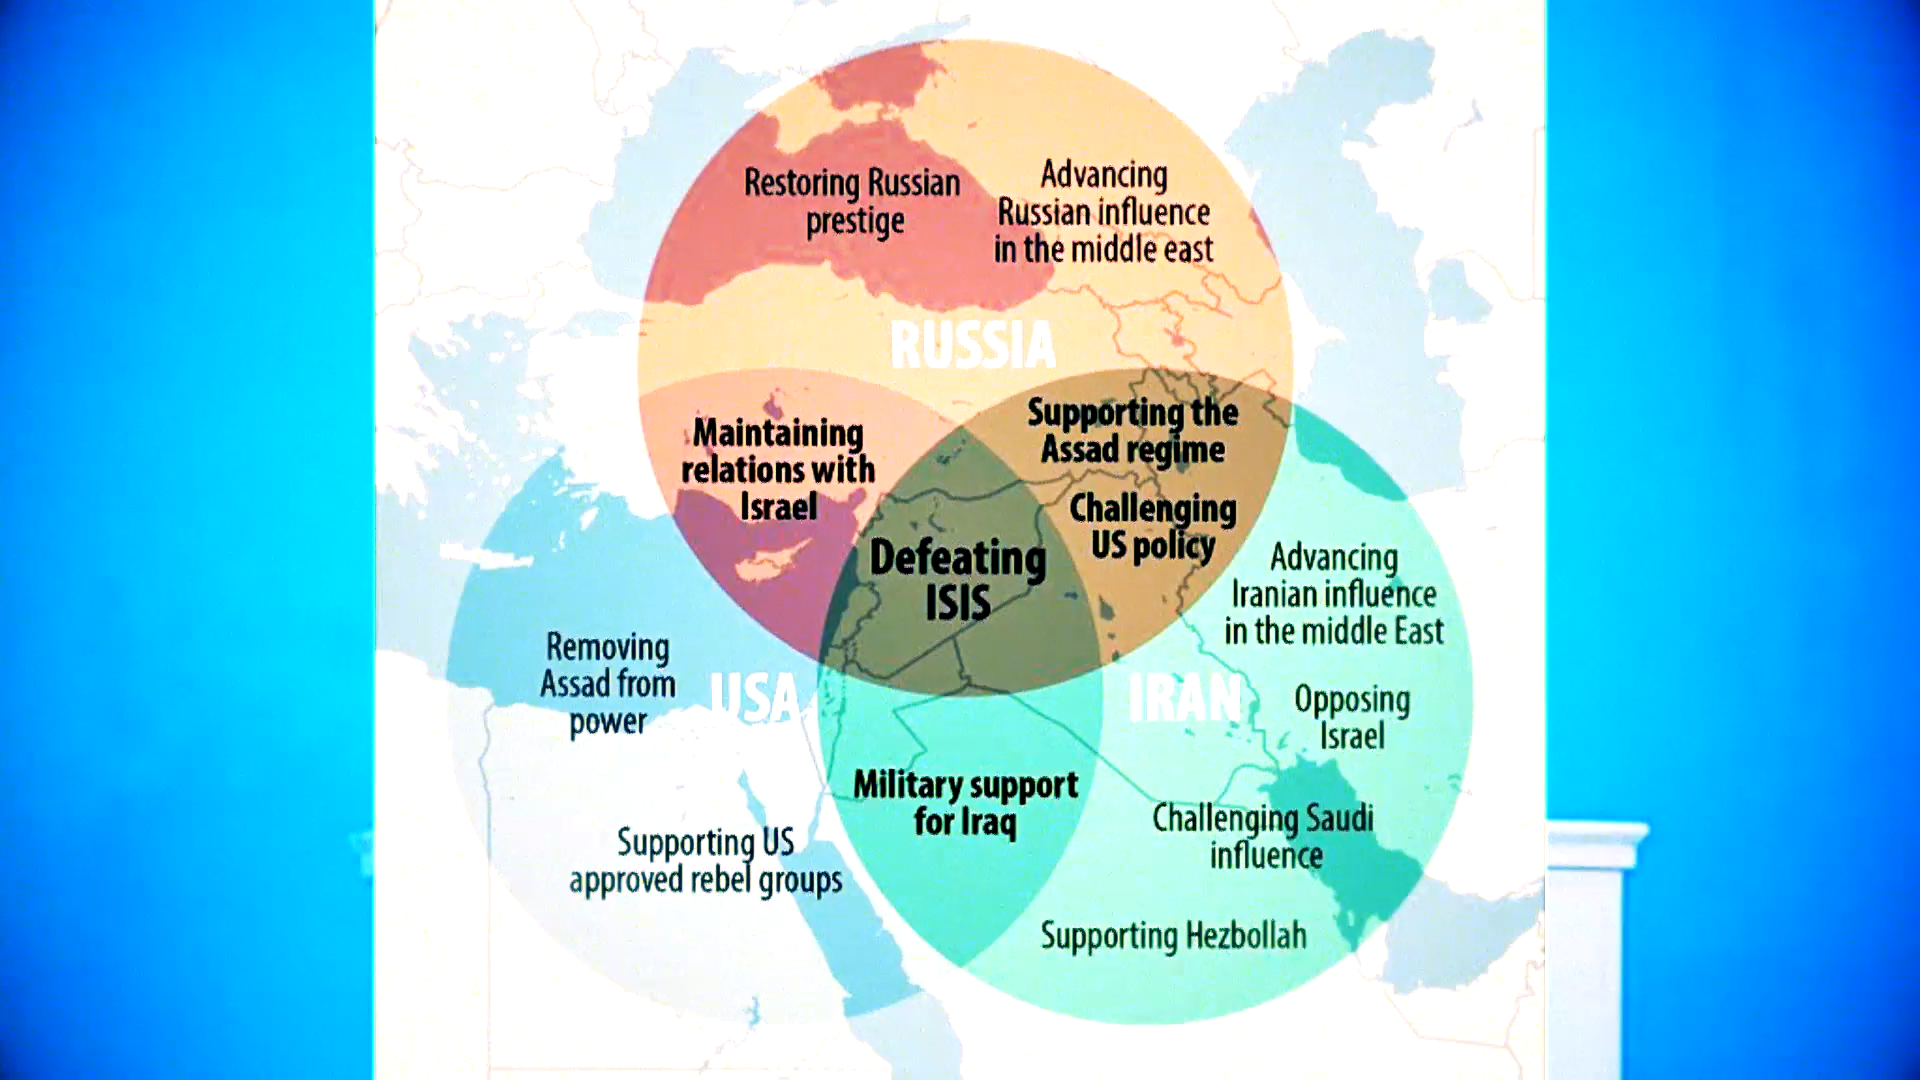 Restoring Russian
prestige
Advancing
Russian influence
in the middle east
RUSSIA
Maintaining
relations with
Israel
Supporting the
Assad regime
Challenging
US policy
Defeating
ISIS
Advancing
Iranian influence
in the middle East
Removing
Assad from
power
USA
IRAN
Opposing
Israel
Military support
for Iraq
Challenging Saudi
influence
Supporting US
approved rebel groups
Supporting Hezbollah